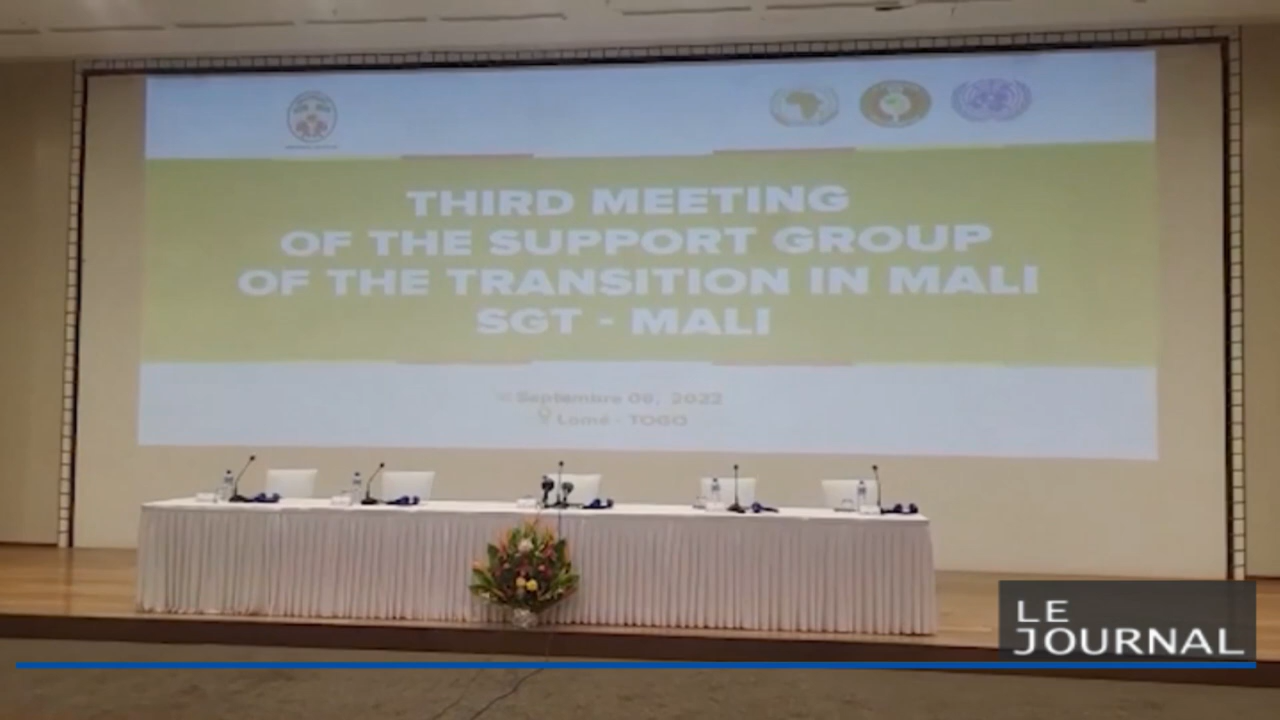 THIRD MEETING
OF THE SUPPORT GROUP
OF THE TRANSITION IN MALI
SGT - MALI
Septembre 08, 2022
Lomé - TOGO
LE
JOURNAL